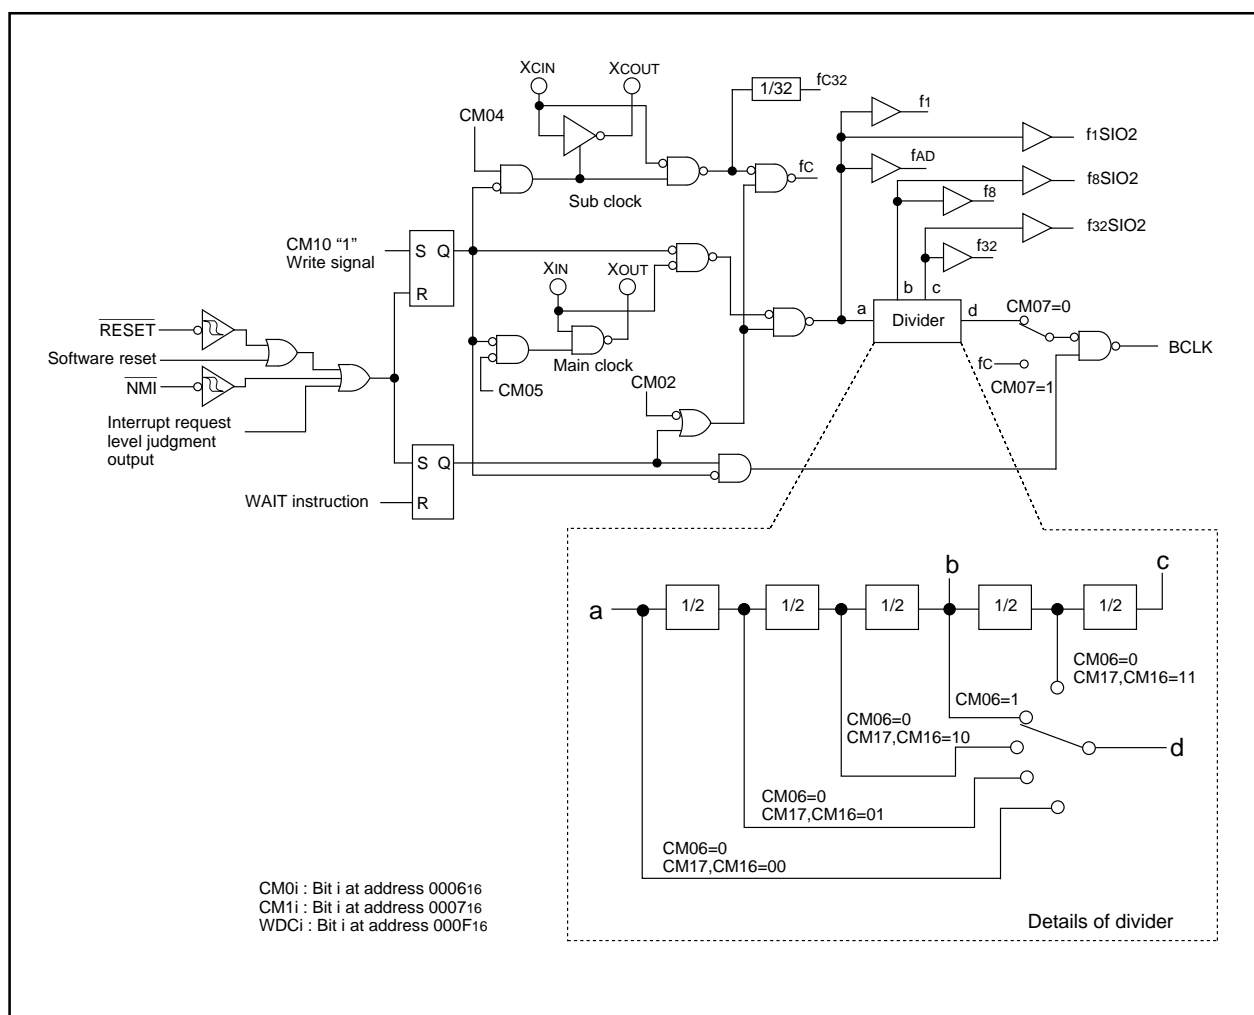 XCIN
XCOUT
1/32
fC32
f1
CM04
f1SIO2
fAD
fC
f8SIO2
f8
Sub clock
f32SIO2
f32
CM10 “1”
Write signal
S Q
R
XIN
XOUT
b c
CM07=0
RESET
a
Divider
d
Software reset
BCLK
Main clock
fC
NMI
CM05
CM02
CM07=1
Interrupt request
level judgment
output
S Q
R
WAIT instruction
b
c
a
1/2
1/2
1/2
1/2
1/2
CM06=0
CM17,CM16=11
CM06=1
CM06=0
CM17,CM16=10
d
CM06=0
CM17,CM16=01
CM06=0
CM17,CM16=00
CM0i : Bit i at address 000616
CM1i : Bit i at address 000716
WDCi : Bit i at address 000F16
Details of divider